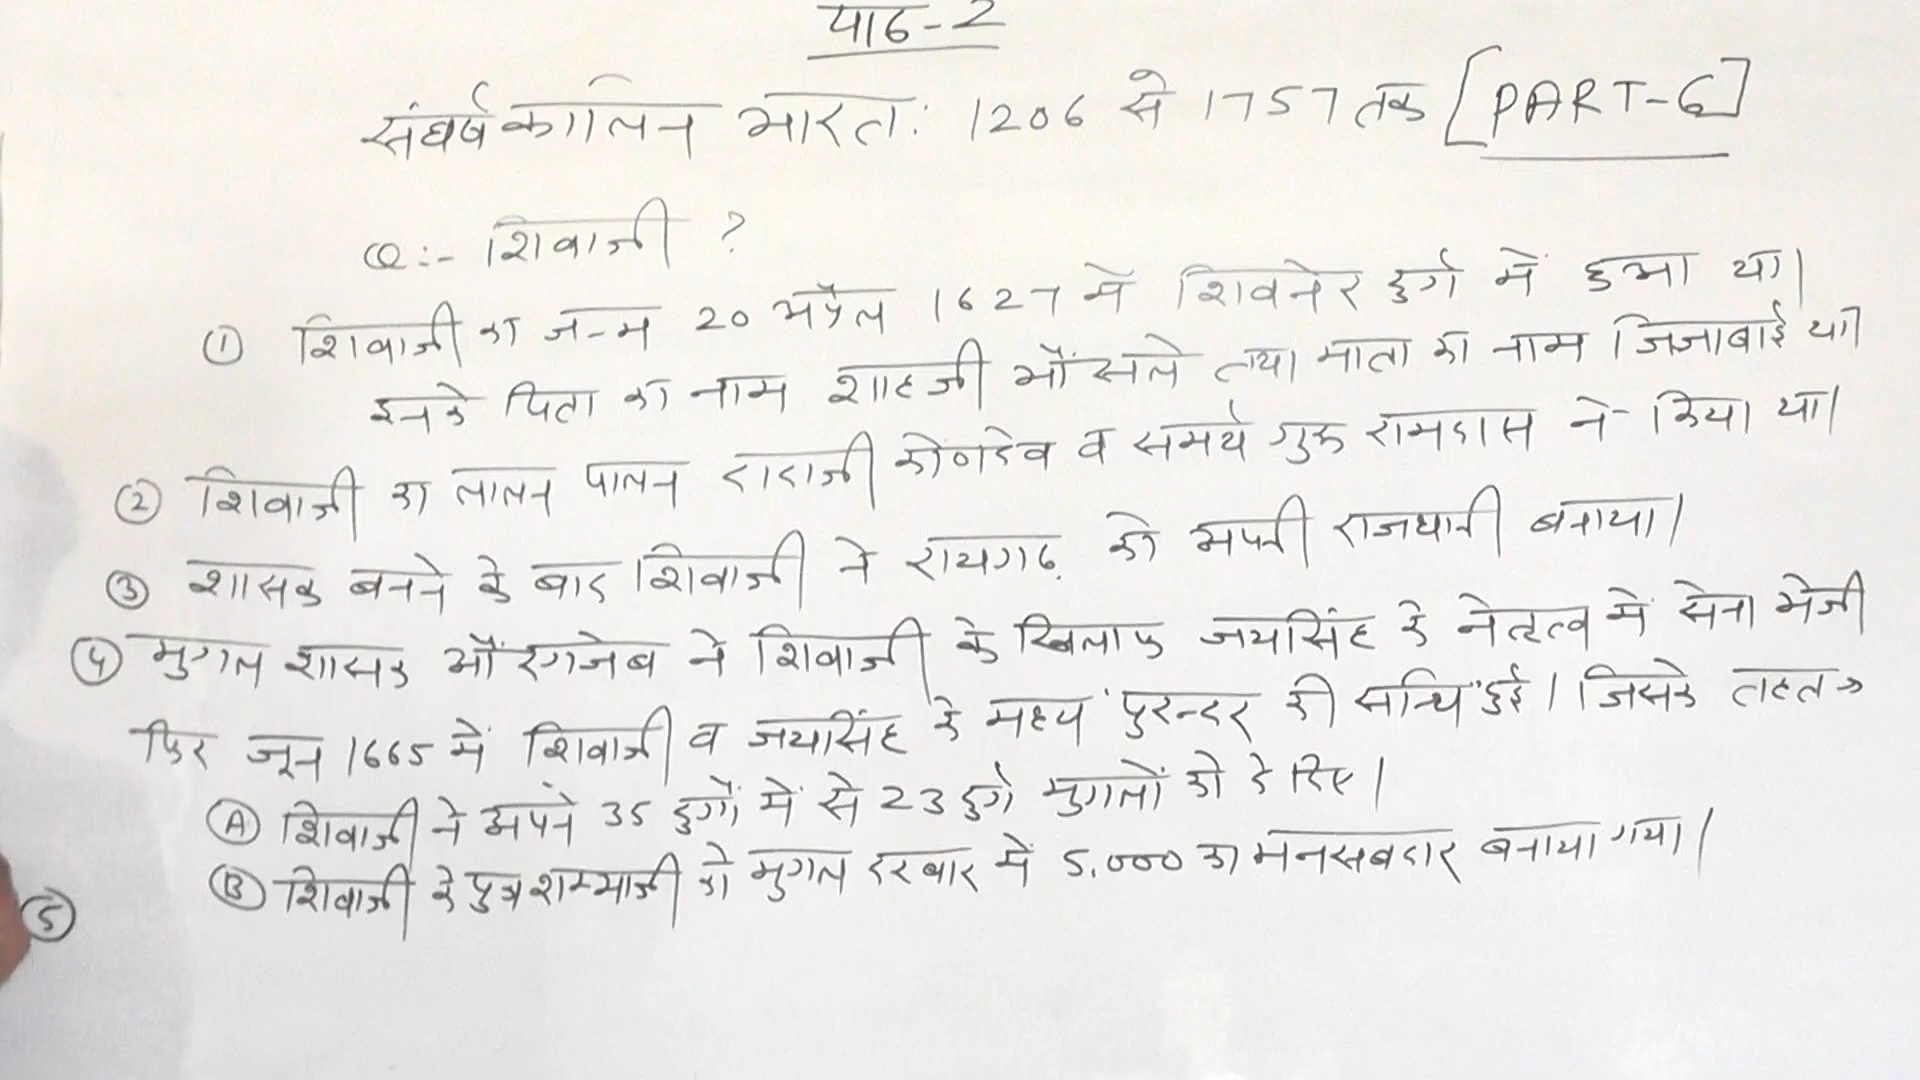 पाठ-2
संघर्षकालिन भारत: 1206 से 1757 तक [PART-6]
Q:- शिवाजी ?
① शिवाजी का जन्म 20 अप्रैल 1627 में शिवनेर दुर्ग में हुआ था।
इनके पिता का नाम शाहजी भौंसले तथा माता का नाम जिजाबाई था।
② शिवाजी का लालन पालन दादाजी कोणदेव व समर्थ गुरू रामदास ने किया था।
③ शासक बनने के बाद शिवाजी ने रायगढ़ को अपनी राजधानी बनाया।
④ मुगल शासक औरंगजेब ने शिवाजी के खिलाफ जयसिंह के नेतृत्व में सेना भेजी
फिर जून 1665 में शिवाजी व जयसिंह के मध्य पुरन्दर की सन्धि हुई। जिसके तहत→
Ⓐ शिवाजी ने अपने 35 दुर्गों में से 23 दुर्ग मुगलों को दे दिए।
Ⓑ शिवाजी के पुत्र शम्भाजी को मुगल दरबार में 5,000 का मनसबदार बनाया गया।
⑤